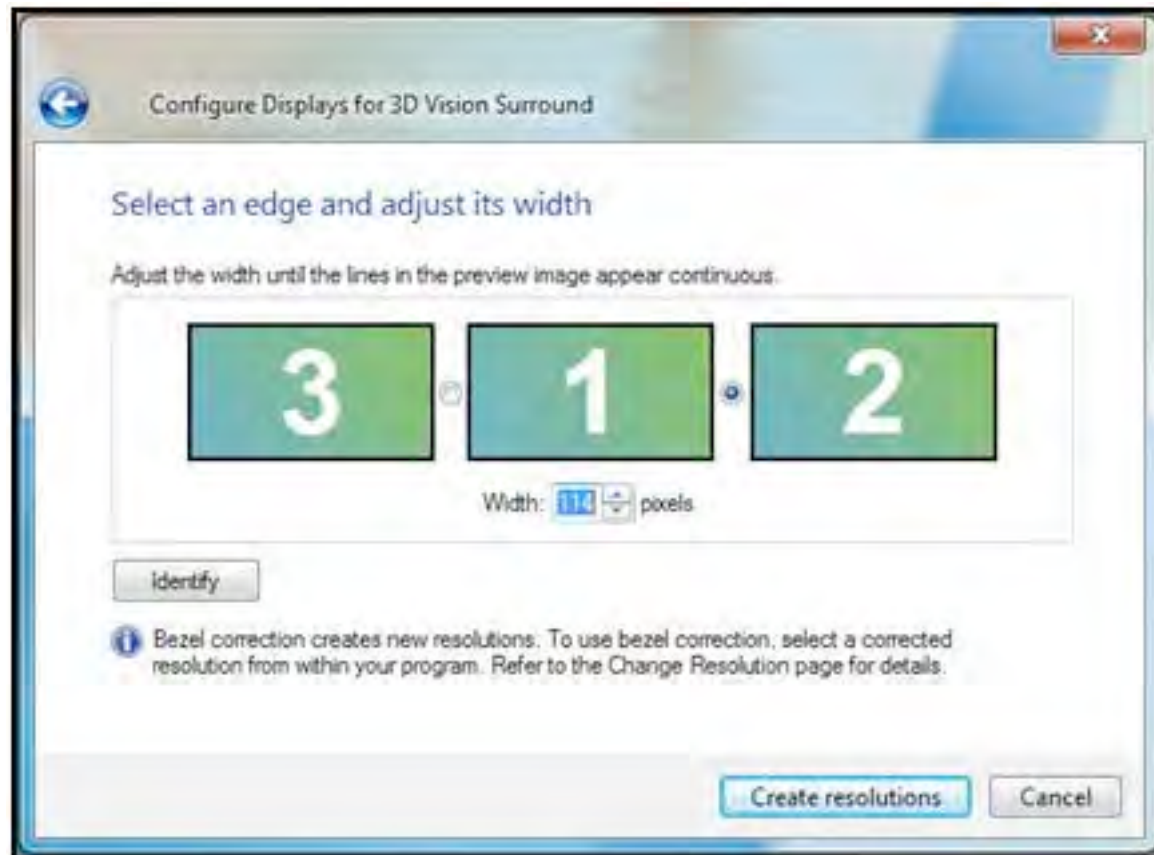 Configure Displays for 3D Vision Surround
Select an edge and adjust its width
Adjust the width until the lines in the preview image appear continuous.
3 1 2
Width: 114 pixels
Identify
Bezel correction creates new resolutions. To use bezel correction, select a corrected
resolution from within your program. Refer to the Change Resolution page for details.
Create resolutions Cancel